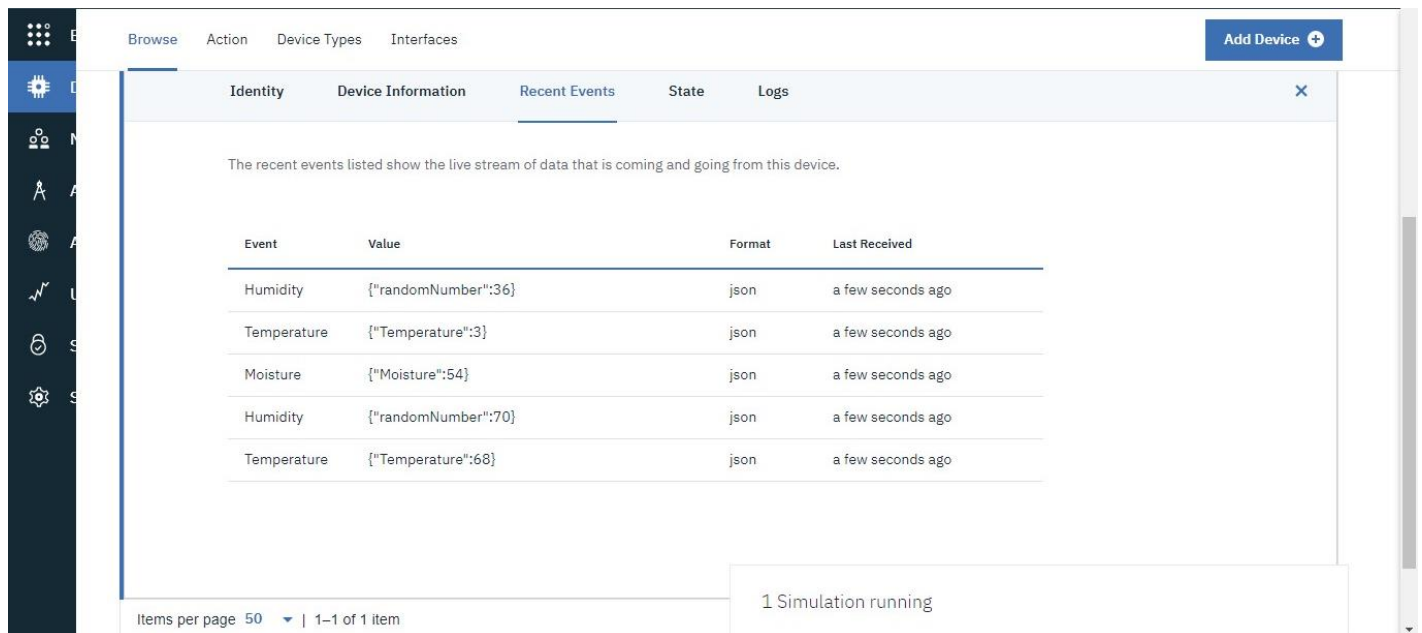 Browse Action Device Types Interfaces Add Device
Identity Device Information Recent Events State Logs
The recent events listed show the live stream of data that is coming and going from this device.
Event Value Format Last Received
Humidity {"randomNumber":36} json a few seconds ago
Temperature {"Temperature":3} json a few seconds ago
Moisture {"Moisture":54} json a few seconds ago
Humidity {"randomNumber":70} json a few seconds ago
Temperature {"Temperature":68} json a few seconds ago
1 Simulation running
Items per page 50 | 1–1 of 1 item